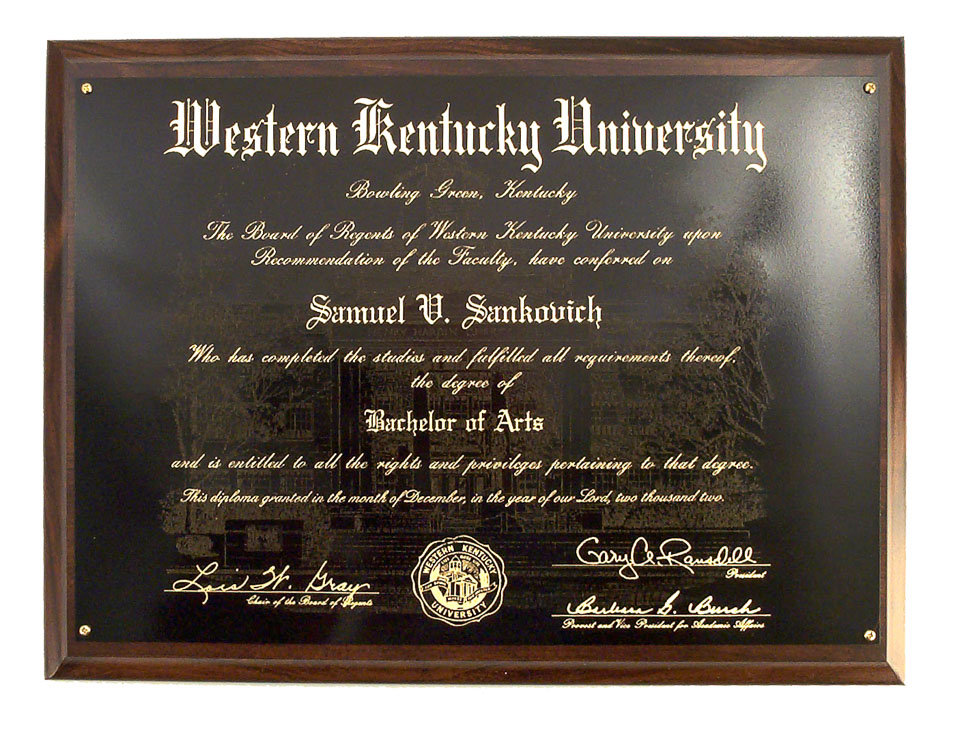 Western Kentucky University
Bowling Green, Kentucky
The Board of Regents of Western Kentucky University upon
Recommendation of the Faculty, have conferred on
Samuel V. Sankovich
Who has completed the studies and fulfilled all requirements thereof,
the degree of
Bachelor of Arts
and is entitled to all the rights and privileges pertaining to that degree.
This diploma granted in the month of December, in the year of our Lord, two thousand two.
Lois W. Gray
Chair of the Board of Regents
WESTERN KENTUCKY
UNIVERSITY
Gary A. Ransdell
President
Barbara G. Burch
Provost and Vice President for Academic Affairs